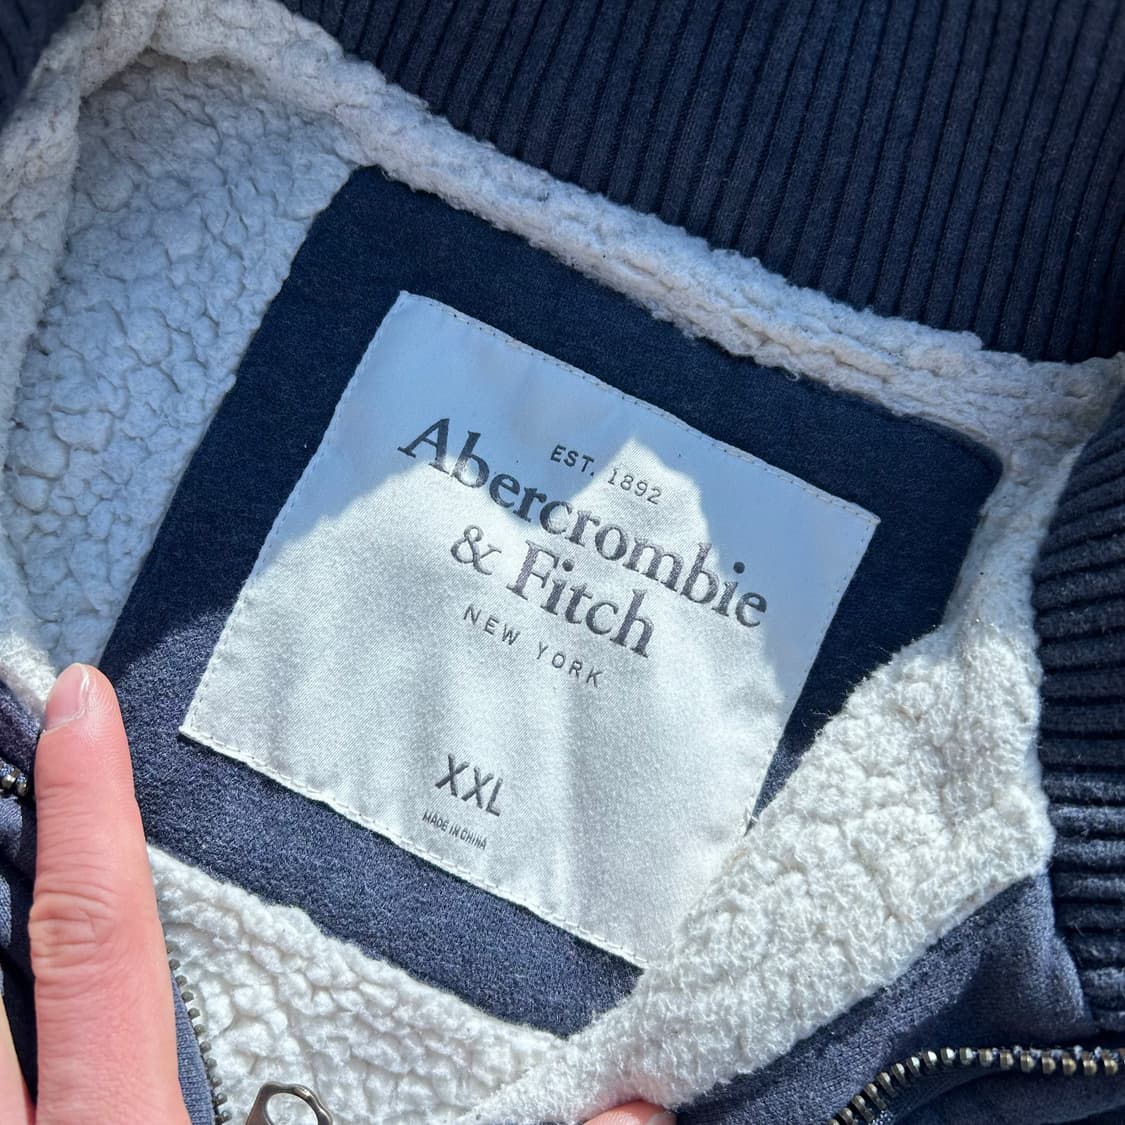 EST. 1892
Abercrombie
& Fitch
NEW YORK
XXL
MADE IN CHINA